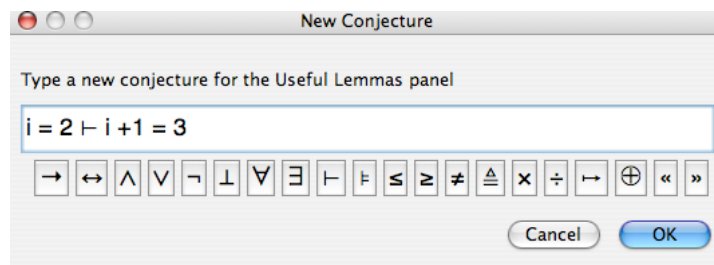 New Conjecture
Type a new conjecture for the Useful Lemmas panel
i = 2 ⊢ i +1 = 3
→ ↔ ∧ ∨ ¬ ⊥ ∀ ∃ ⊢ ⊧ ≤ ≥ ≠ ≜ × ÷ ↦ ⊕ « »
Cancel OK